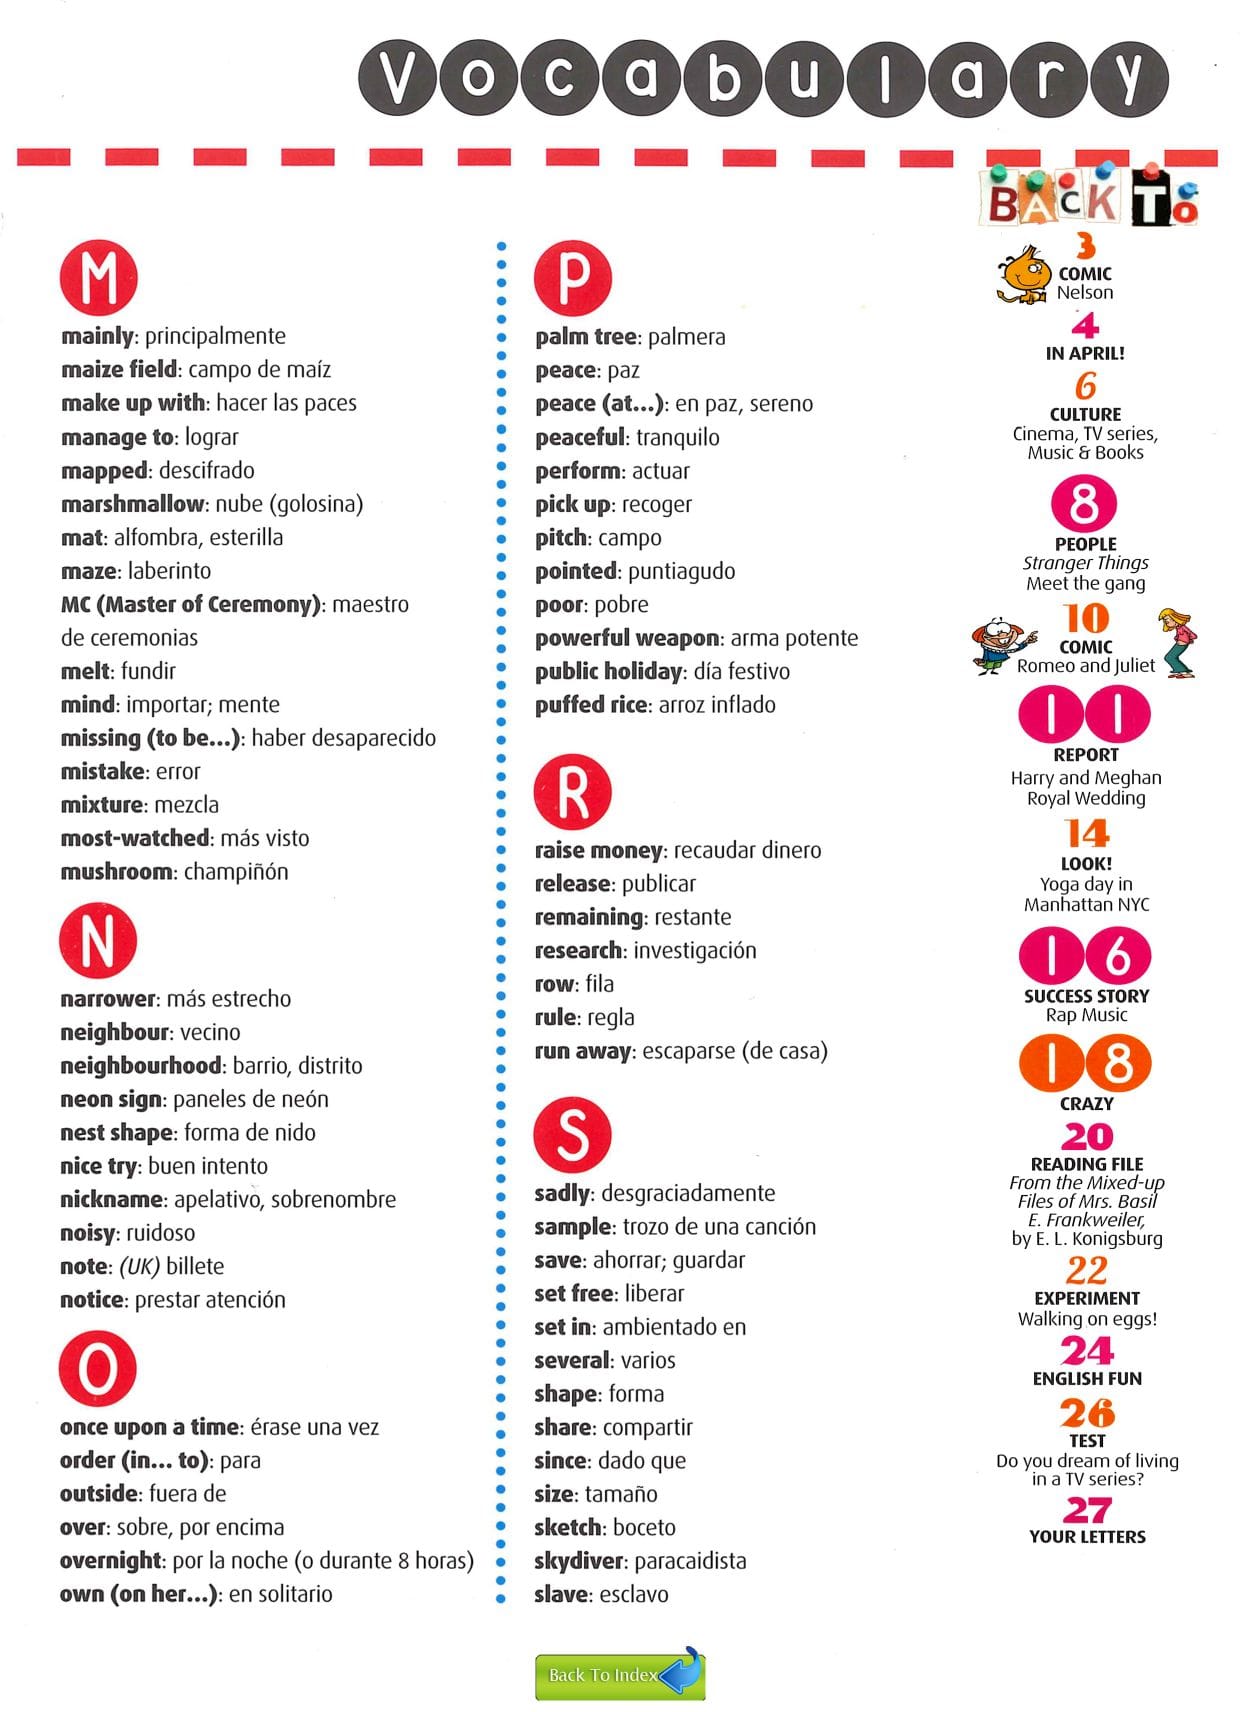 Vocabulary
M
mainly: principalmente
maize field: campo de maíz
make up with: hacer las paces
manage to: lograr
mapped: descifrado
marshmallow: nube (golosina)
mat: alfombra, esterilla
maze: laberinto
MC (Master of Ceremony): maestro
de ceremonias
melt: fundir
mind: importar; mente
missing (to be...): haber desaparecido
mistake: error
mixture: mezcla
most-watched: más visto
mushroom: champiñón
N
narrower: más estrecho
neighbour: vecino
neighbourhood: barrio, distrito
neon sign: paneles de neón
nest shape: forma de nido
nice try: buen intento
nickname: apelativo, sobrenombre
noisy: ruidoso
note: (UK) billete
notice: prestar atención
O
once upon a time: érase una vez
order (in... to): para
outside: fuera de
over: sobre, por encima
overnight: por la noche (o durante 8 horas)
own (on her...): en solitario
P
palm tree: palmera
peace: paz
peace (at...): en paz, sereno
peaceful: tranquilo
perform: actuar
pick up: recoger
pitch: campo
pointed: puntiagudo
poor: pobre
powerful weapon: arma potente
public holiday: día festivo
puffed rice: arroz inflado
R
raise money: recaudar dinero
release: publicar
remaining: restante
research: investigación
row: fila
rule: regla
run away: escaparse (de casa)
S
sadly: desgraciadamente
sample: trozo de una canción
save: ahorrar; guardar
set free: liberar
set in: ambientado en
several: varios
shape: forma
share: compartir
since: dado que
size: tamaño
sketch: boceto
skydiver: paracaidista
slave: esclavo
BACK To
3
COMIC
Nelson
4
IN APRIL!
6
CULTURE
Cinema, TV series,
Music & Books
8
PEOPLE
Stranger Things
Meet the gang
10
COMIC
Romeo and Juliet
11
REPORT
Harry and Meghan
Royal Wedding
14
LOOK!
Yoga day in
Manhattan NYC
16
SUCCESS STORY
Rap Music
18
CRAZY
20
READING FILE
From the Mixed-up
Files of Mrs. Basil
E. Frankweiler,
by E. L. Konigsburg
22
EXPERIMENT
Walking on eggs!
24
ENGLISH FUN
26
TEST
Do you dream of living
in a TV series?
27
YOUR LETTERS
Back To Index